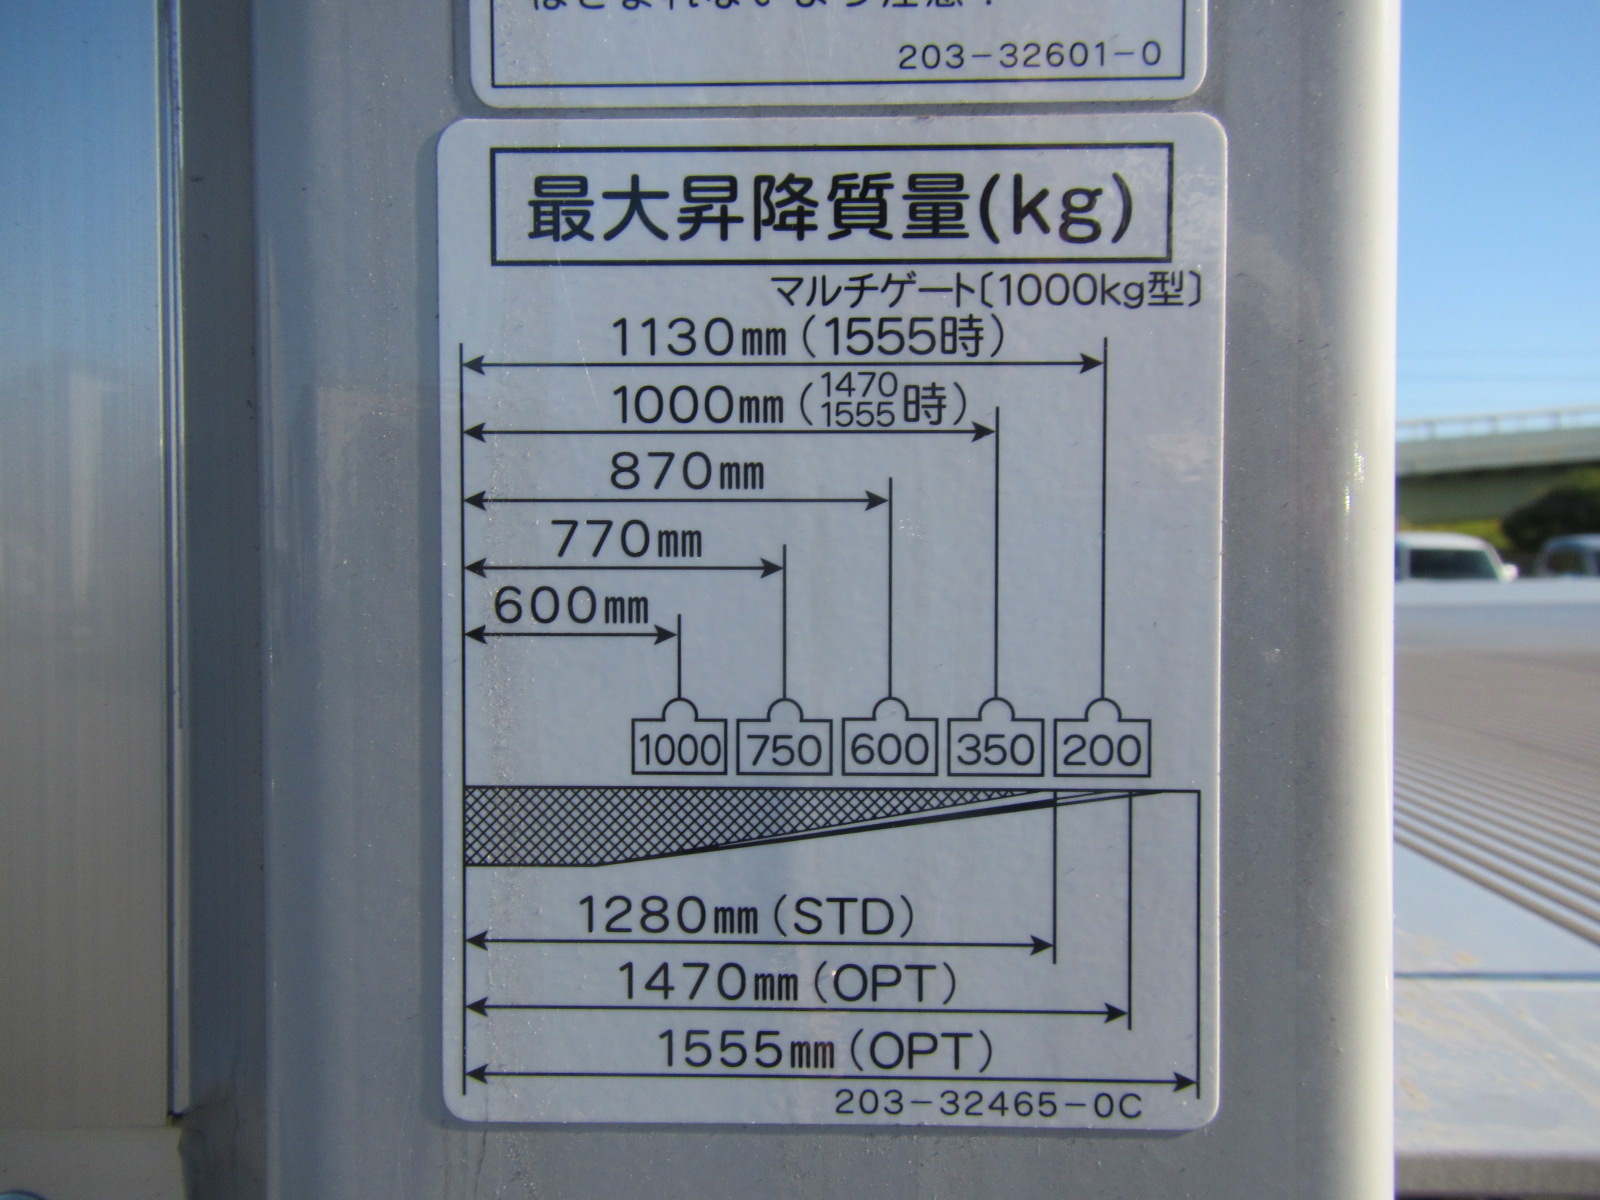 203-32601-0
最大昇降質量(kg)
マルチゲート〔1000kg型〕
1130mm(1555時)
1000mm(1470 1555時)
870mm
770mm
600mm
1000 750 600 350 200
1280mm(STD)
1470mm(OPT)
1555mm(OPT)
203-32465-0C